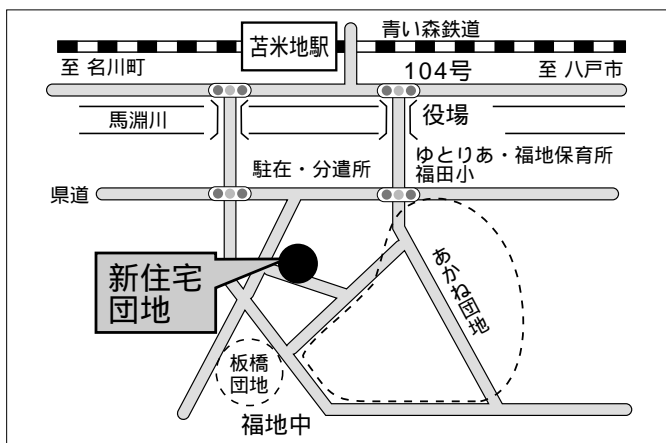 青い森鉄道
苫米地駅
至 名川町
104号
至 八戸市
馬淵川
役場
駐在・分遣所
ゆとりあ・福地保育所
福田小
県道
新住宅
団地
あかね団地
板橋
団地
福地中